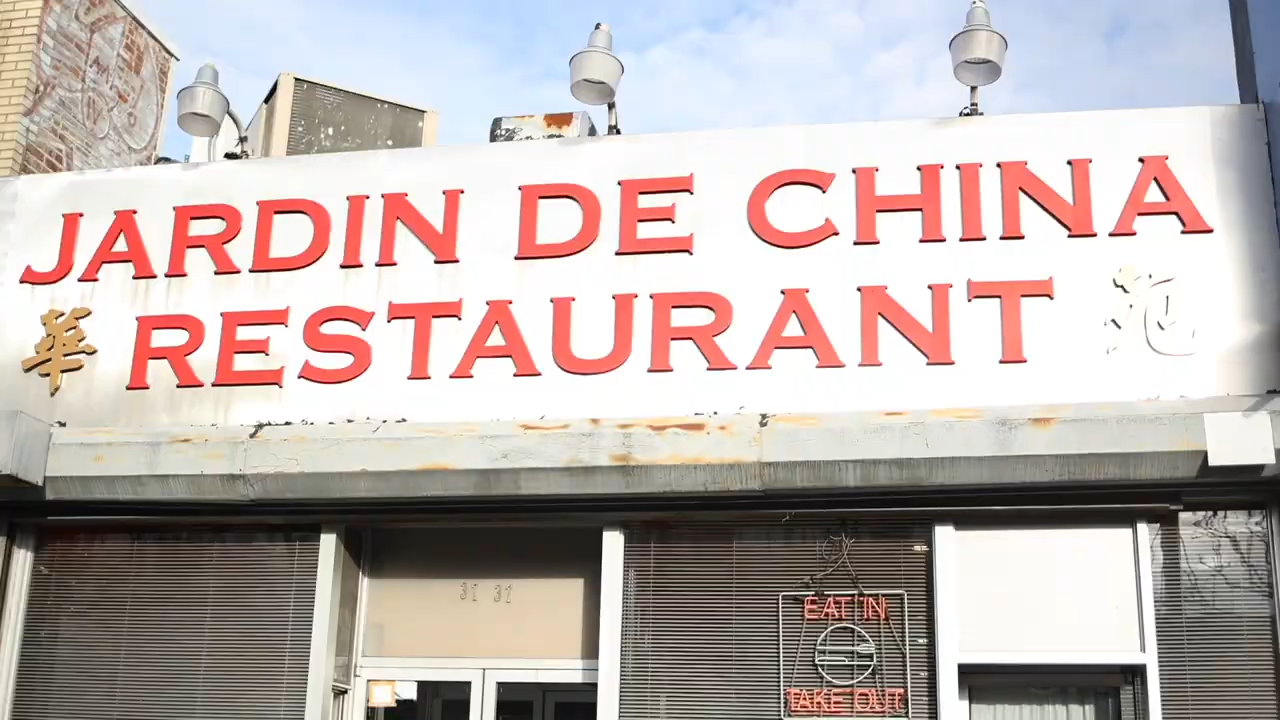 JARDIN DE CHINA
華 RESTAURANT 苑
31 31
EAT IN
TAKE OUT